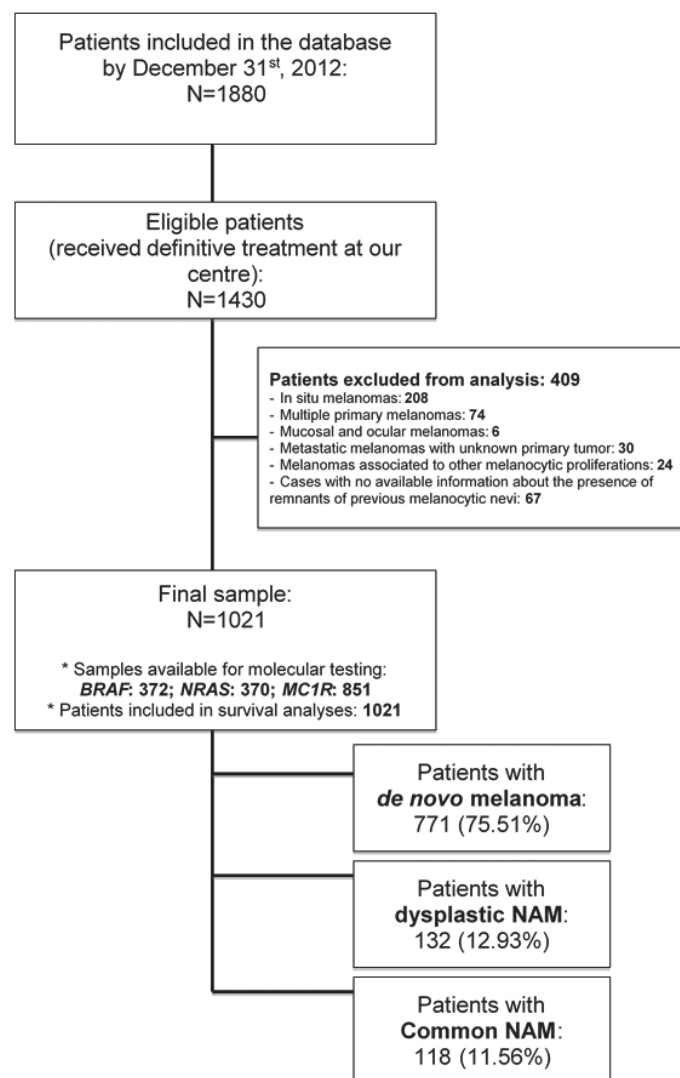 Patients included in the database
by December 31st, 2012:
N=1880
Eligible patients
(received definitive treatment at our
centre):
N=1430
Patients excluded from analysis: 409
- In situ melanomas: 208
- Multiple primary melanomas: 74
- Mucosal and ocular melanomas: 6
- Metastatic melanomas with unknown primary tumor: 30
- Melanomas associated to other melanocytic proliferations: 24
- Cases with no available information about the presence of
remnants of previous melanocytic nevi: 67
Final sample:
N=1021
* Samples available for molecular testing:
BRAF: 372; NRAS: 370; MC1R: 851
* Patients included in survival analyses: 1021
Patients with
de novo melanoma:
771 (75.51%)
Patients with
dysplastic NAM:
132 (12.93%)
Patients with
Common NAM:
118 (11.56%)